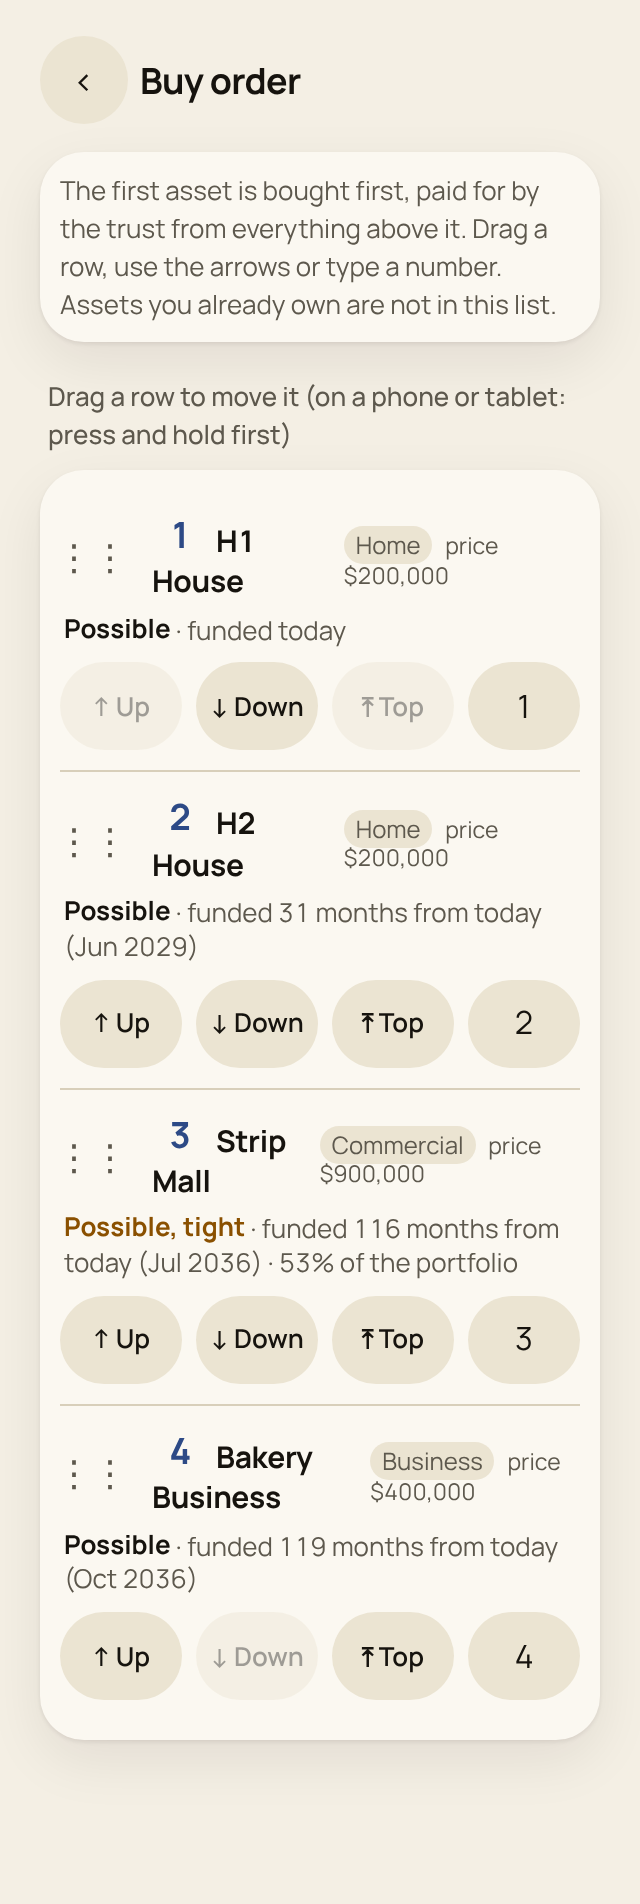 Buy order
The first asset is bought first, paid for by
the trust from everything above it. Drag a
row, use the arrows or type a number.
Assets you already own are not in this list.
Drag a row to move it (on a phone or tablet:
press and hold first)
1 H1
House
Home price
$200,000
Possible · funded today
↑ Up ↓ Down ⤒ Top 1
2 H2
House
Home price
$200,000
Possible · funded 31 months from today
(Jun 2029)
↑ Up ↓ Down ⤒ Top 2
3 Strip
Mall
Commercial price
$900,000
Possible, tight · funded 116 months from
today (Jul 2036) · 53% of the portfolio
↑ Up ↓ Down ⤒ Top 3
4 Bakery
Business
Business price
$400,000
Possible · funded 119 months from today
(Oct 2036)
↑ Up ↓ Down ⤒ Top 4